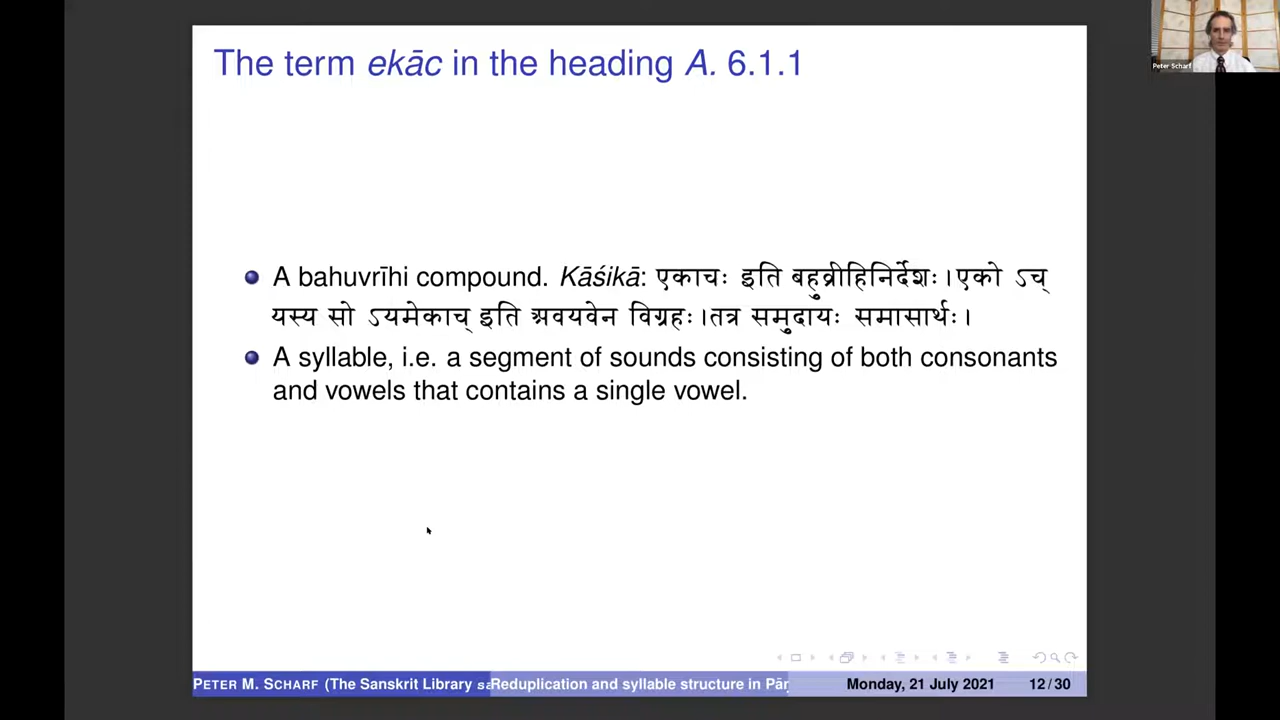 The term ekāc in the heading A. 6.1.1
Peter Scharf
A bahuvrīhi compound. Kāśikā: एकाचः इति बहुव्रीहिनिर्देशः।एको ऽच्
यस्य सो ऽयमेकाच् इति अवयवेन विग्रहः।तत्र समुदायः समासार्थः।
A syllable, i.e. a segment of sounds consisting of both consonants
and vowels that contains a single vowel.
PETER M. SCHARF (The Sanskrit Library Reduplication and syllable structure in Monday, 21 July 2021 12/30